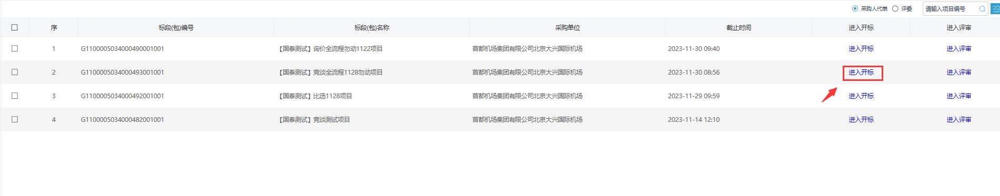 采购人代表 评委 请输入项目编号
序 标段(包)编号 标段(包)名称 采购单位 截止时间 进入开标 进入评审
1 G1100005034000490001001 【国泰测试】询价全流程勿动1122项目 首都机场集团有限公司北京大兴国际机场 2023-11-30 09:40 进入开标 进入评审
2 G1100005034000493001001 【国泰测试】竞谈全流程1128勿动项目 首都机场集团有限公司北京大兴国际机场 2023-11-30 08:56 进入开标 进入评审
3 G1100005034000492001001 【国泰测试】比选1128项目 首都机场集团有限公司北京大兴国际机场 2023-11-29 09:59 进入开标 进入评审
4 G1100005034000482001001 【国泰测试】竞谈测试项目 首都机场集团有限公司北京大兴国际机场 2023-11-14 12:10 进入开标 进入评审